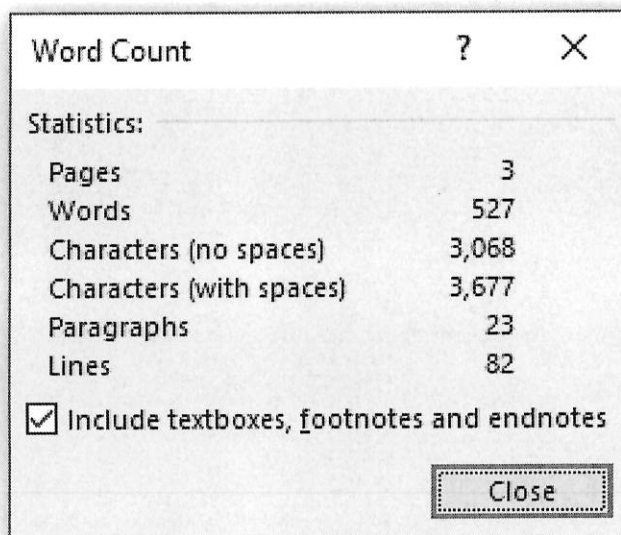 Word Count ? ×
Statistics:
Pages 3
Words 527
Characters (no spaces) 3,068
Characters (with spaces) 3,677
Paragraphs 23
Lines 82
Include textboxes, footnotes and endnotes
Close